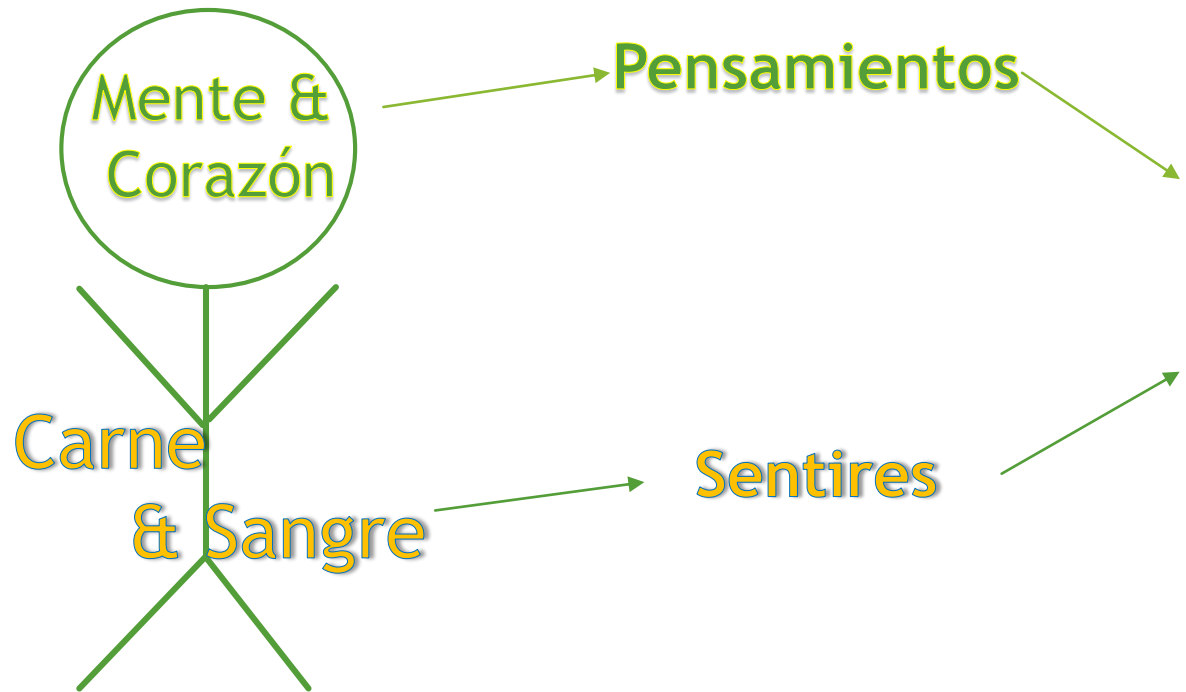 Mente &
Corazón
Pensamientos
Carne
& Sangre
Sentires